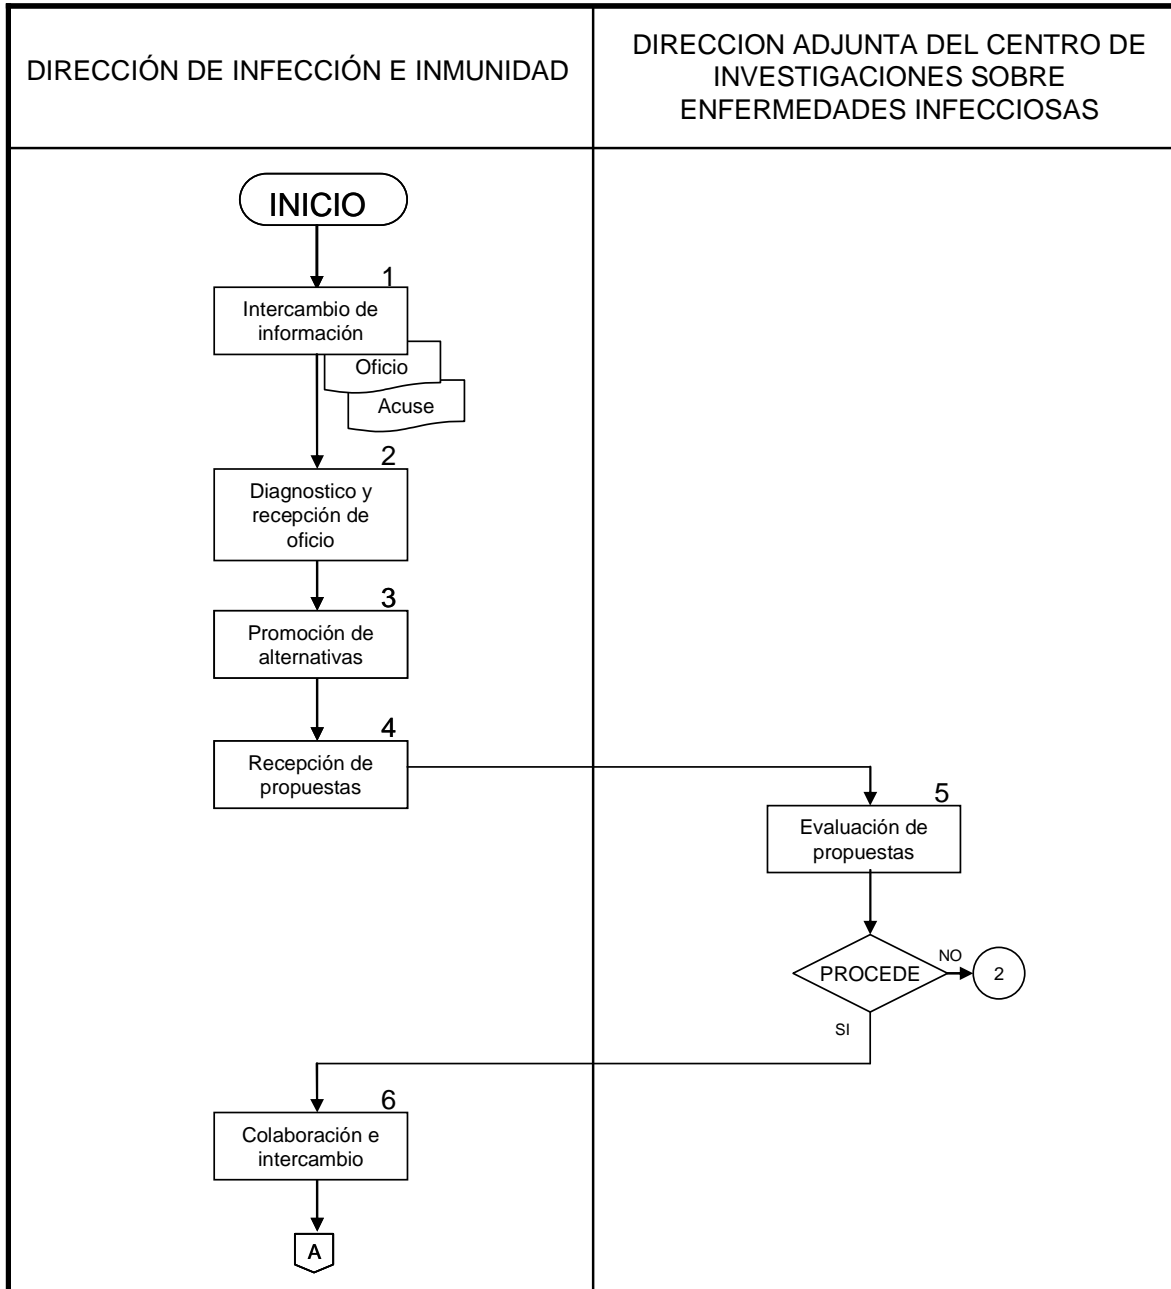 DIRECCIÓN DE INFECCIÓN E INMUNIDAD
DIRECCION ADJUNTA DEL CENTRO DE
INVESTIGACIONES SOBRE
ENFERMEDADES INFECCIOSAS
INICIO
1
Intercambio de
información
Oficio
Acuse
2
Diagnostico y
recepción de
oficio
3
Promoción de
alternativas
4
Recepción de
propuestas
5
Evaluación de
propuestas
PROCEDE
NO
2
SI
6
Colaboración e
intercambio
A